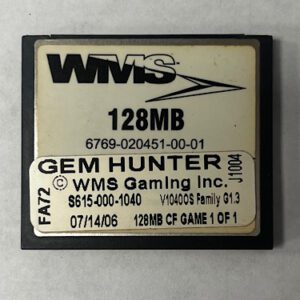 WMS
128MB
6769-020451-00-01
GEM HUNTER
© WMS Gaming Inc.
S615-000-1040 V1040OS Family G1.3
07/14/06 128MB CF GAME 1 OF 1
FA72
J1004